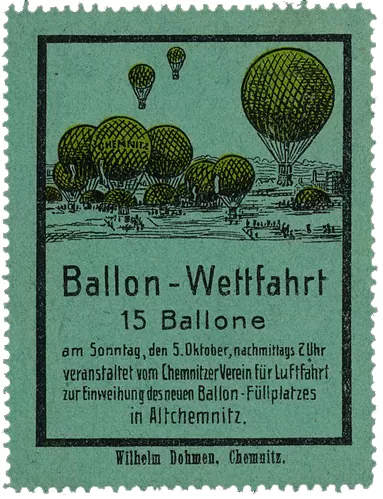 CHEMNITZ
Ballon-Wettfahrt
15 Ballone
am Sonntag, den 5. Oktober, nachmittags 2 Uhr
veranstaltet vom Chemnitzer Verein für Luftfahrt
zur Einweihung des neuen Ballon-Füllplatzes
in Altchemnitz.
Wilhelm Dohmen, Chemnitz.